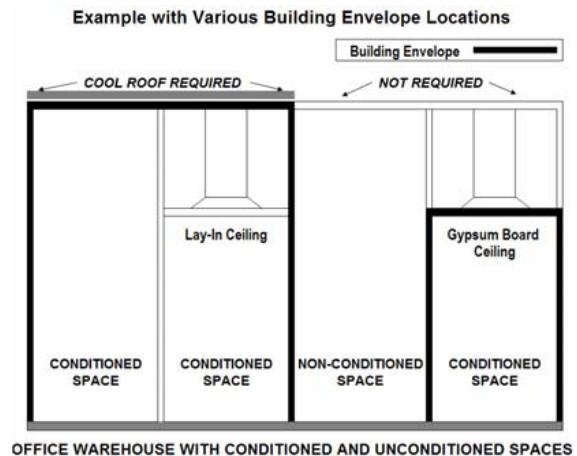 Example with Various Building Envelope Locations
Building Envelope
COOL ROOF REQUIRED
NOT REQUIRED
Lay-In Ceiling
Gypsum Board
Ceiling
CONDITIONED
SPACE
CONDITIONED
SPACE
NON-CONDITIONED
SPACE
CONDITIONED
SPACE
OFFICE WAREHOUSE WITH CONDITIONED AND UNCONDITIONED SPACES